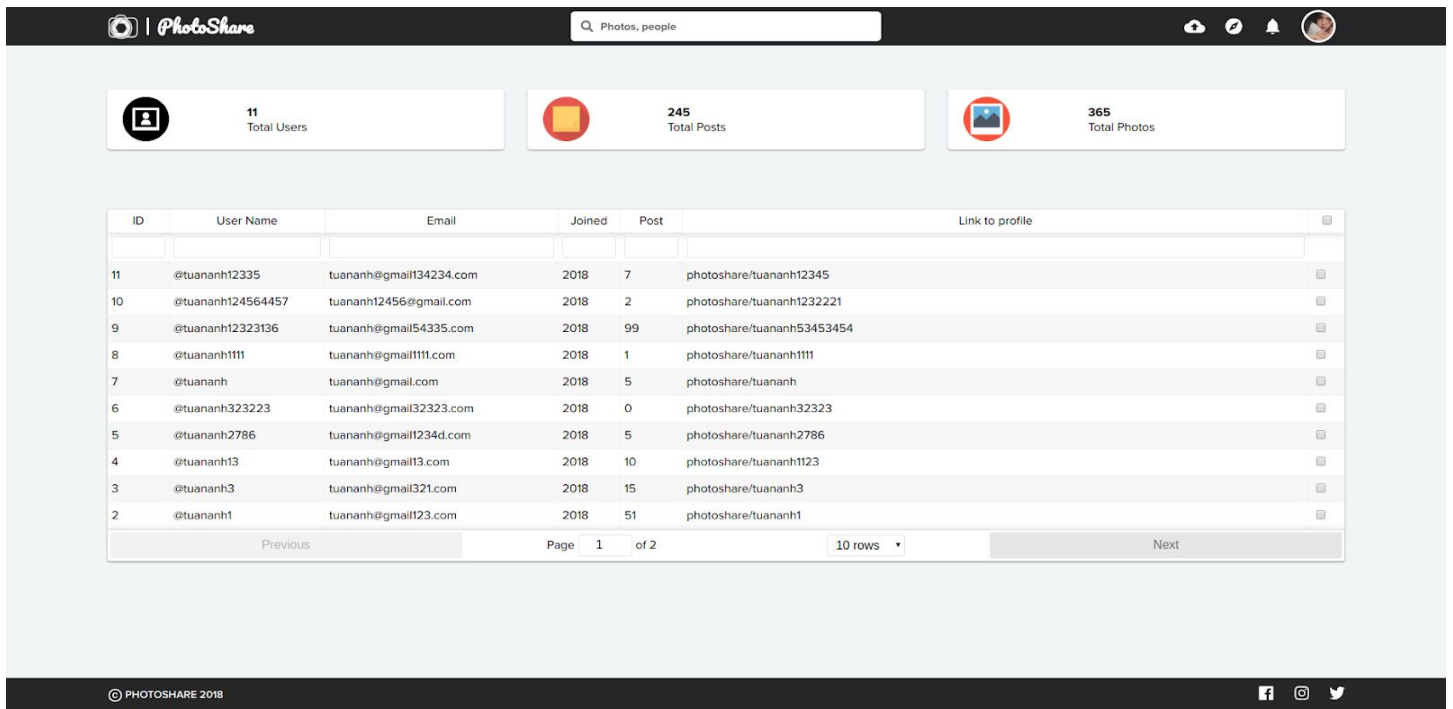 | PhotoShare
Photos, people
11
Total Users
245
Total Posts
365
Total Photos
ID User Name Email Joined Post Link to profile
11 @tuananh12335 tuananh@gmail134234.com 2018 7 photoshare/tuananh12345
10 @tuananh124564457 tuananh12456@gmail.com 2018 2 photoshare/tuananh1232221
9 @tuananh12323136 tuananh@gmail54335.com 2018 99 photoshare/tuananh53453454
8 @tuananh1111 tuananh@gmail1111.com 2018 1 photoshare/tuananh1111
7 @tuananh tuananh@gmail.com 2018 5 photoshare/tuananh
6 @tuananh323223 tuananh@gmail32323.com 2018 0 photoshare/tuananh32323
5 @tuananh2786 tuananh@gmail1234d.com 2018 5 photoshare/tuananh2786
4 @tuananh13 tuananh@gmail13.com 2018 10 photoshare/tuananh1123
3 @tuananh3 tuananh@gmail321.com 2018 15 photoshare/tuananh3
2 @tuananh1 tuananh@gmail123.com 2018 51 photoshare/tuananh1
Previous Page 1 of 2 10 rows Next
© PHOTOSHARE 2018